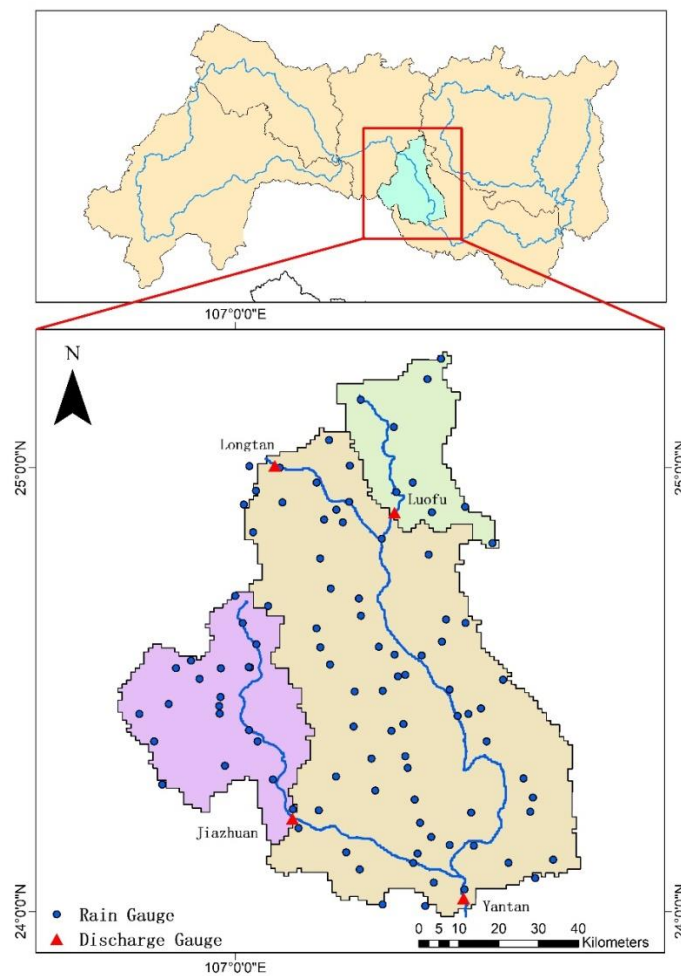 107°0'0"E
N
Longtan
25°0'0"N
25°0'0"N
Luofu
Jiazhuan
Yantan
24°0'0"N
24°0'0"N
Rain Gauge
Discharge Gauge
0 5 10 20 30 40
Kilometers
107°0'0"E